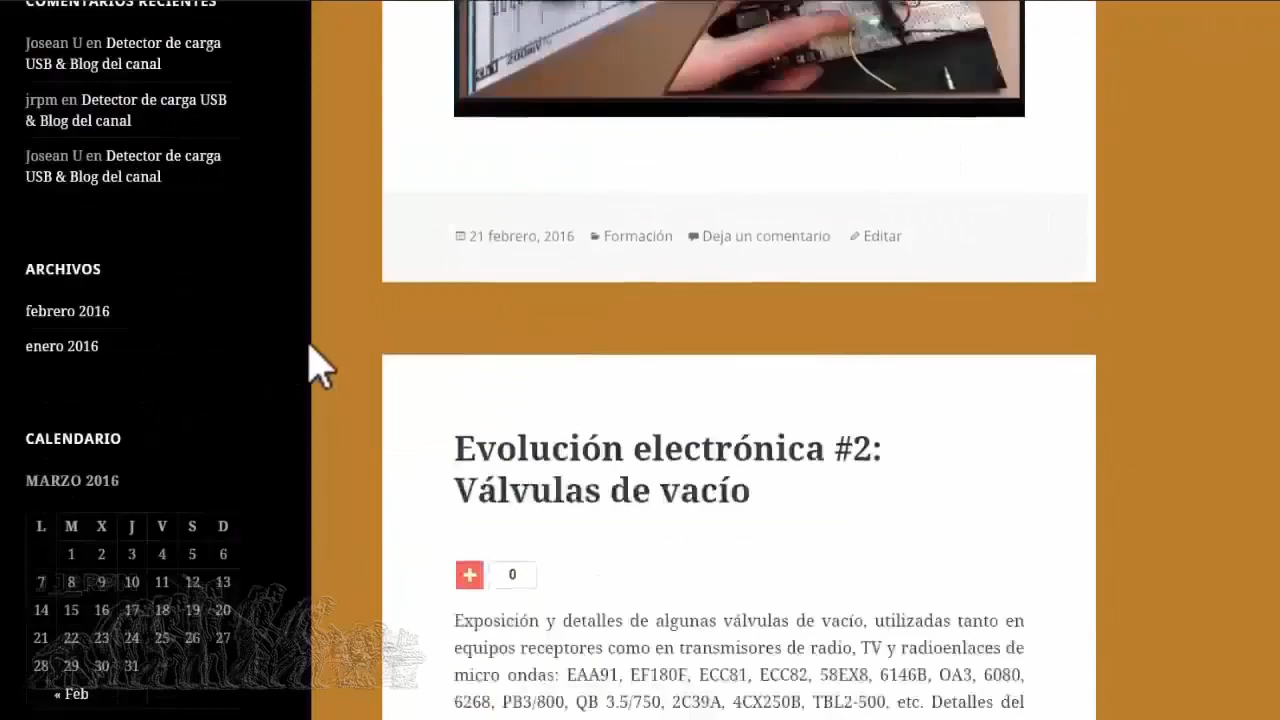 COMENTARIOS RECIENTES
Josean U en Detector de carga
USB & Blog del canal
jrpm en Detector de carga USB
& Blog del canal
Josean U en Detector de carga
USB & Blog del canal
ARCHIVOS
febrero 2016
enero 2016
CALENDARIO
MARZO 2016
L M X J V S D
1 2 3 4 5 6
7 8 9 10 11 12 13
14 15 16 17 18 19 20
21 22 23 24 25 26 27
28 29 30 31
« Feb
200mV
21 febrero, 2016 Formación Deja un comentario Editar
Evolución electrónica #2:
Válvulas de vacío
0
Exposición y detalles de algunas válvulas de vacío, utilizadas tanto en
equipos receptores como en transmisores de radio, TV y radioenlaces de
micro ondas: EAA91, EF180F, ECC81, ECC82, 58EX8, 6146B, OA3, 6080,
6268, PB3/800, QB 3.5/750, 2C39A, 4CX250B, TBL2-500, etc. Detalles del